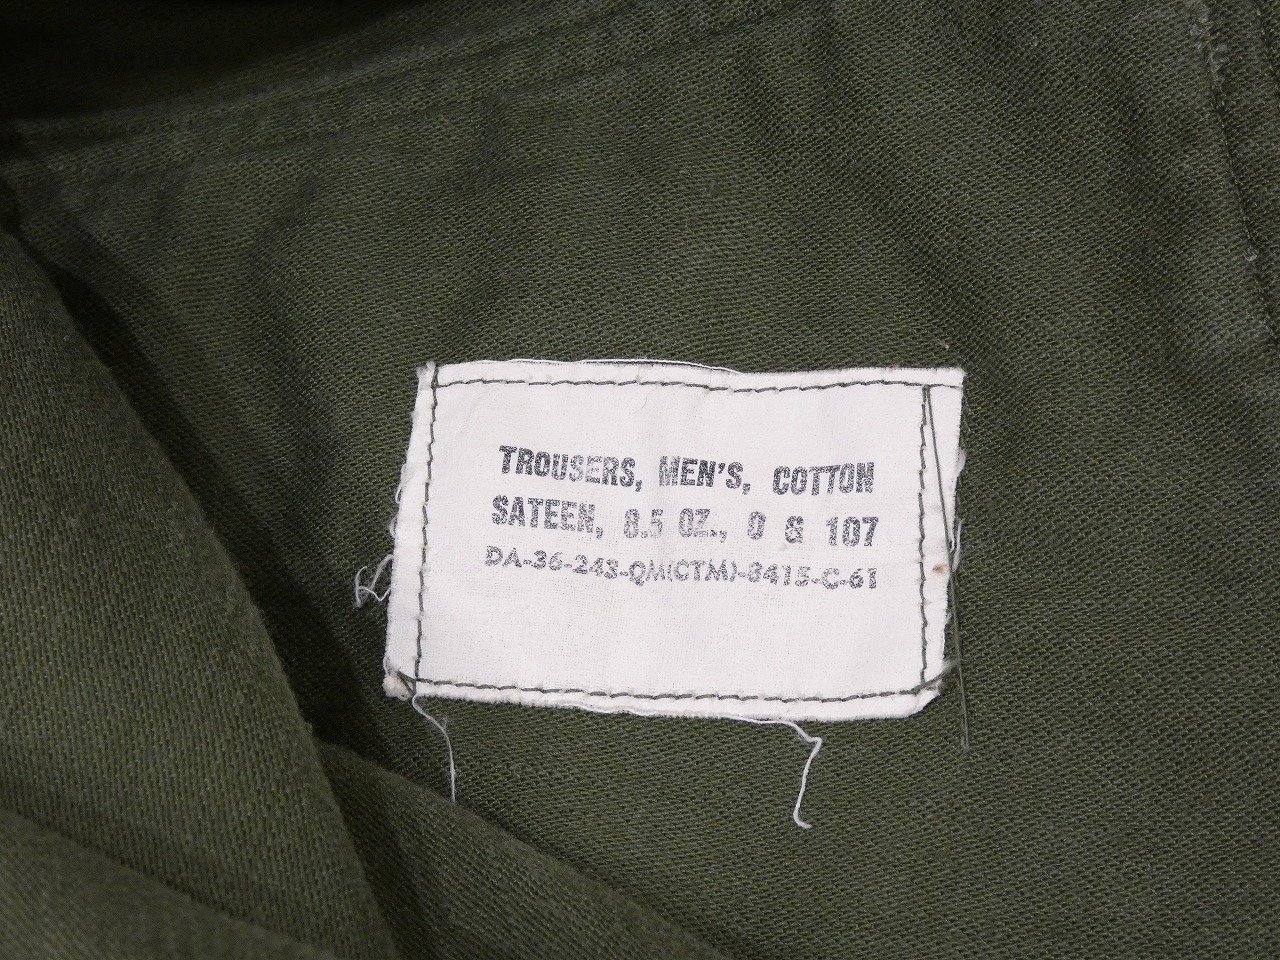 TROUSERS, MEN'S, COTTON
SATEEN, 8.5 OZ., O G 107
DA-36-243-QM(CTM)-8415-C-61